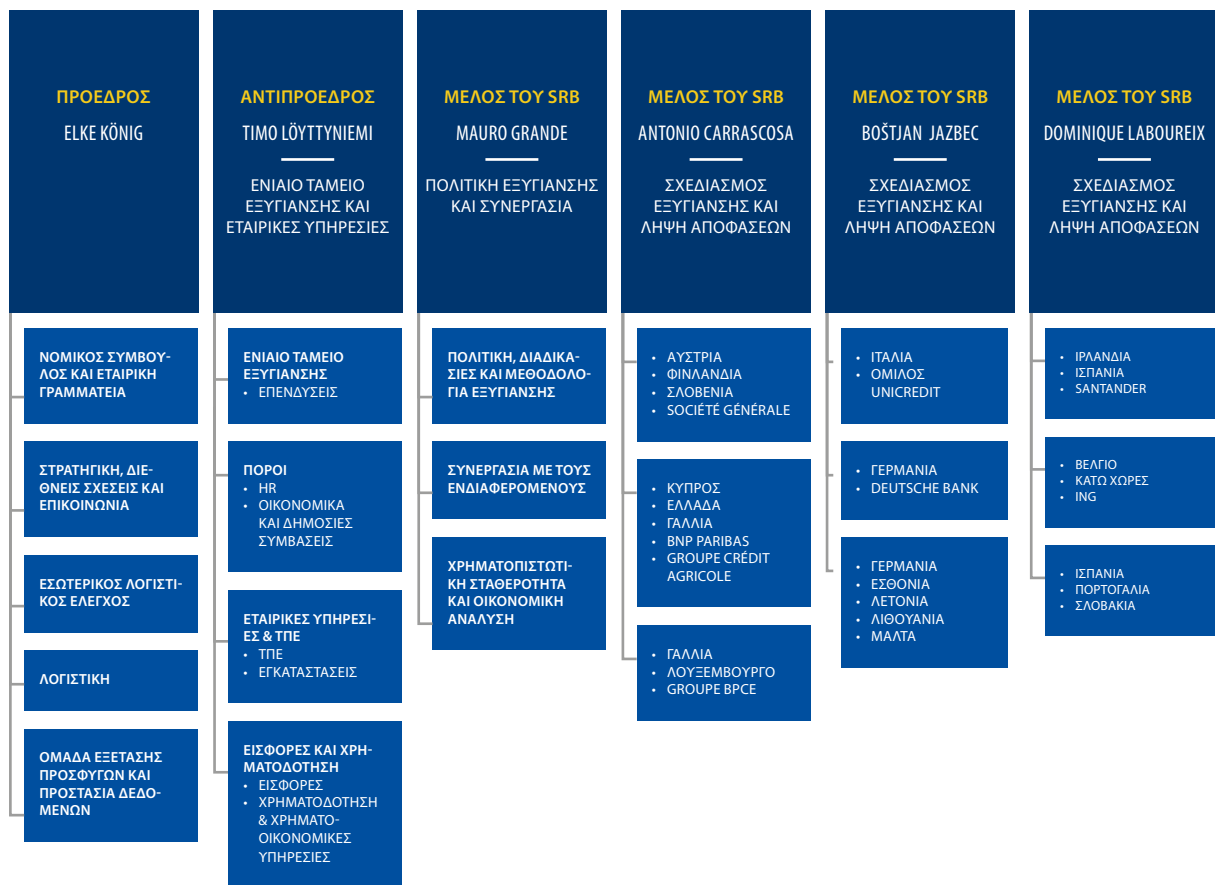 ΠΡΟΕΔΡΟΣ
ELKE KÖNIG
ΝΟΜΙΚΟΣ ΣΥΜΒΟΥ-
ΛΟΣ ΚΑΙ ΕΤΑΙΡΙΚΗ
ΓΡΑΜΜΑΤΕΙΑ
ΣΤΡΑΤΗΓΙΚΗ, ΔΙΕ-
ΘΝΕΙΣ ΣΧΕΣΕΙΣ ΚΑΙ
ΕΠΙΚΟΙΝΩΝΙΑ
ΕΣΩΤΕΡΙΚΟΣ ΛΟΓΙΣΤΙ-
ΚΟΣ ΕΛΕΓΧΟΣ
ΛΟΓΙΣΤΙΚΗ
ΟΜΑΔΑ ΕΞΕΤΑΣΗΣ
ΠΡΟΣΦΥΓΩΝ ΚΑΙ
ΠΡΟΣΤΑΣΙΑ ΔΕΔΟ-
ΜΕΝΩΝ
ΑΝΤΙΠΡΟΕΔΡΟΣ
TIMO LÖYTTYNIEMI
ΕΝΙΑΙΟ ΤΑΜΕΙΟ
ΕΞΥΓΙΑΝΣΗΣ ΚΑΙ
ΕΤΑΙΡΙΚΕΣ ΥΠΗΡΕΣΙΕΣ
ΕΝΙΑΙΟ ΤΑΜΕΙΟ
ΕΞΥΓΙΑΝΣΗΣ
• ΕΠΕΝΔΥΣΕΙΣ
ΠΟΡΟΙ
• HR
• ΟΙΚΟΝΟΜΙΚΑ
ΚΑΙ ΔΗΜΟΣΙΕΣ
ΣΥΜΒΑΣΕΙΣ
ΕΤΑΙΡΙΚΕΣ ΥΠΗΡΕΣΙ-
ΕΣ & ΤΠΕ
• ΤΠΕ
• ΕΓΚΑΤΑΣΤΑΣΕΙΣ
ΕΙΣΦΟΡΕΣ ΚΑΙ ΧΡΗ-
ΜΑΤΟΔΟΤΗΣΗ
• ΕΙΣΦΟΡΕΣ
• ΧΡΗΜΑΤΟΔΟΤΗΣΗ
& ΧΡΗΜΑΤΟ-
ΟΙΚΟΝΟΜΙΚΕΣ
ΥΠΗΡΕΣΙΕΣ
ΜΕΛΟΣ ΤΟΥ SRB
MAURO GRANDE
ΠΟΛΙΤΙΚΗ ΕΞΥΓΙΑΝΣΗΣ
ΚΑΙ ΣΥΝΕΡΓΑΣΙΑ
ΠΟΛΙΤΙΚΗ, ΔΙΑΔΙΚΑ-
ΣΙΕΣ ΚΑΙ ΜΕΘΟΔΟΛΟ-
ΓΙΑ ΕΞΥΓΙΑΝΣΗΣ
ΣΥΝΕΡΓΑΣΙΑ ΜΕ ΤΟΥΣ
ΕΝΔΙΑΦΕΡΟΜΕΝΟΥΣ
ΧΡΗΜΑΤΟΠΙΣΤΩΤΙ-
ΚΗ ΣΤΑΘΕΡΟΤΗΤΑ
ΚΑΙ ΟΙΚΟΝΟΜΙΚΗ
ΑΝΑΛΥΣΗ
ΜΕΛΟΣ ΤΟΥ SRB
ANTONIO CARRASCOSA
ΣΧΕΔΙΑΣΜΟΣ
ΕΞΥΓΙΑΝΣΗΣ ΚΑΙ
ΛΗΨΗ ΑΠΟΦΑΣΕΩΝ
• ΑΥΣΤΡΙΑ
• ΦΙΝΛΑΝΔΙΑ
• ΣΛΟΒΕΝΙΑ
• SOCIÉTÉ GÉNÉRALE
• ΚΥΠΡΟΣ
• ΕΛΛΑΔΑ
• ΓΑΛΛΙΑ
• BNP PARIBAS
• GROUPE CRÉDIT
AGRICOLE
• ΓΑΛΛΙΑ
• ΛΟΥΞΕΜΒΟΥΡΓΟ
• GROUPE BPCE
ΜΕΛΟΣ ΤΟΥ SRB
BOŠTJAN JAZBEC
ΣΧΕΔΙΑΣΜΟΣ
ΕΞΥΓΙΑΝΣΗΣ ΚΑΙ
ΛΗΨΗ ΑΠΟΦΑΣΕΩΝ
• ΙΤΑΛΙΑ
• ΟΜΙΛΟΣ
UNICREDIT
• ΓΕΡΜΑΝΙΑ
• DEUTSCHE BANK
• ΓΕΡΜΑΝΙΑ
• ΕΣΘΟΝΙΑ
• ΛΕΤΟΝΙΑ
• ΛΙΘΟΥΑΝΙΑ
• ΜΑΛΤΑ
ΜΕΛΟΣ ΤΟΥ SRB
DOMINIQUE LABOUREIX
ΣΧΕΔΙΑΣΜΟΣ
ΕΞΥΓΙΑΝΣΗΣ ΚΑΙ
ΛΗΨΗ ΑΠΟΦΑΣΕΩΝ
• ΙΡΛΑΝΔΙΑ
• ΙΣΠΑΝΙΑ
• SANTANDER
• ΒΕΛΓΙΟ
• ΚΑΤΩ ΧΩΡΕΣ
• ING
• ΙΣΠΑΝΙΑ
• ΠΟΡΤΟΓΑΛΙΑ
• ΣΛΟΒΑΚΙΑ